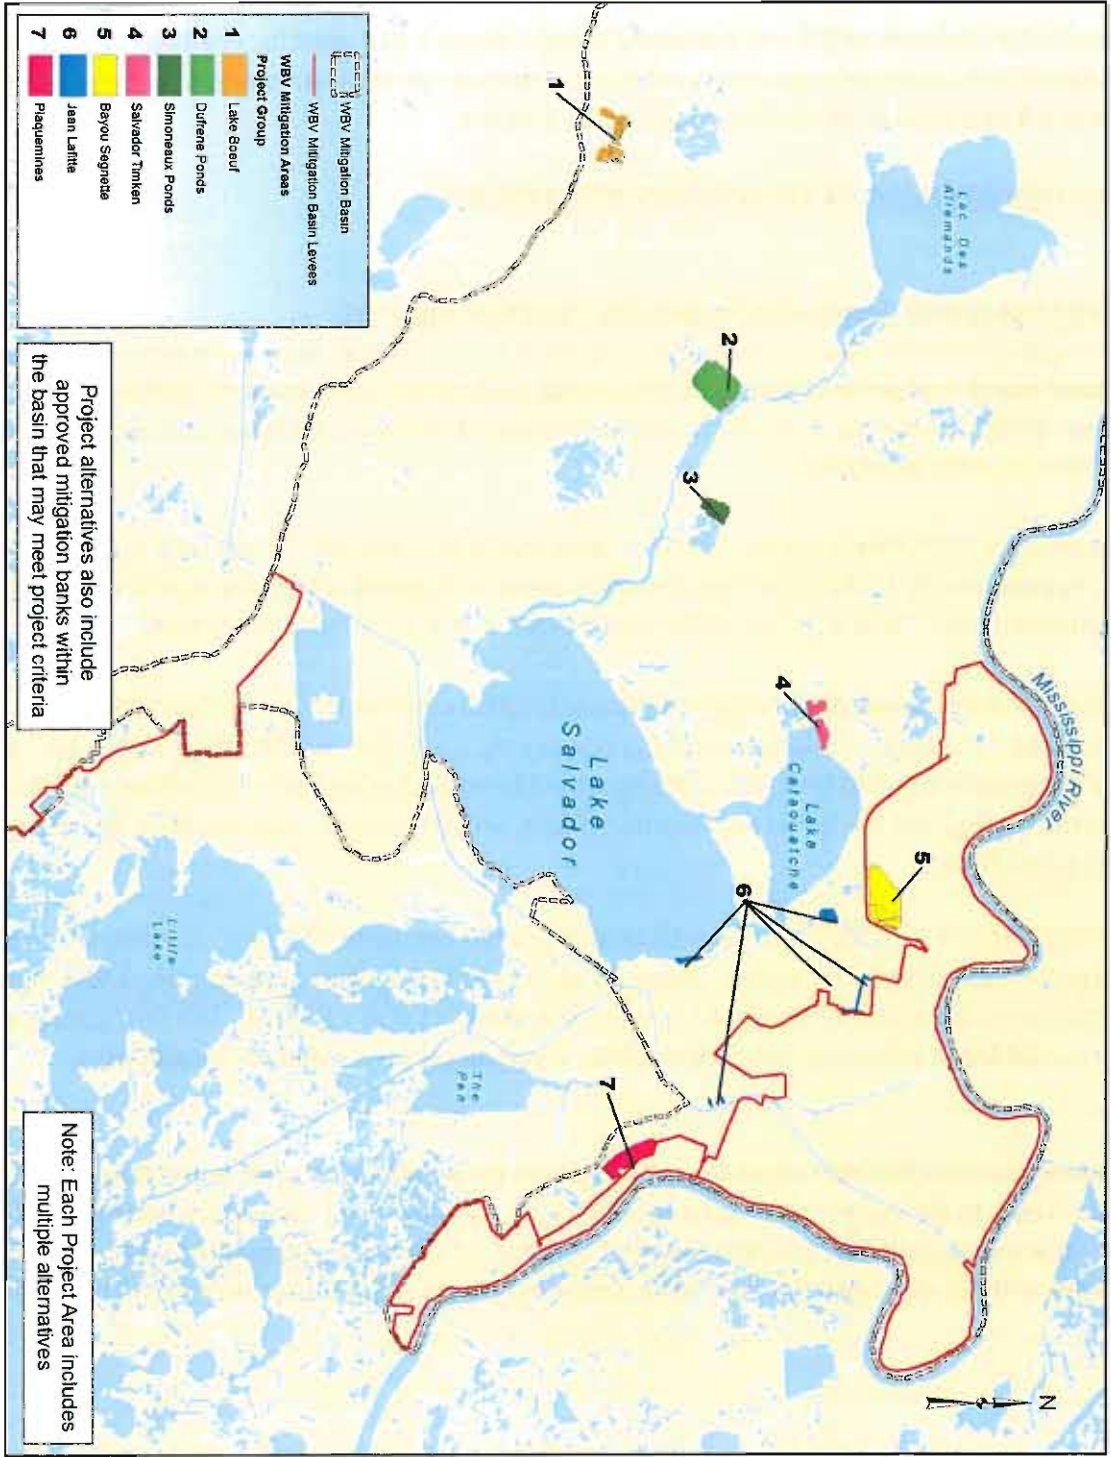 WBV Mitigation Basin
WBV Mitigation Basin Levees
WBV Mitigation Areas
Project Group
1 Lake Boeuf
2 Dufrene Ponds
3 Simoneaux Ponds
4 Salvador Timken
5 Bayou Segnette
6 Jean Lafitte
7 Plaquemines
Project alternatives also include
approved mitigation banks within
the basin that may meet project criteria
Note: Each Project Area includes
multiple alternatives
N
Mississippi River
Lac Des
Allemands
Lake
Cataouatche
Lake
Salvador
Little
Lake
The
Pen
1
2
3
4
5
6
7